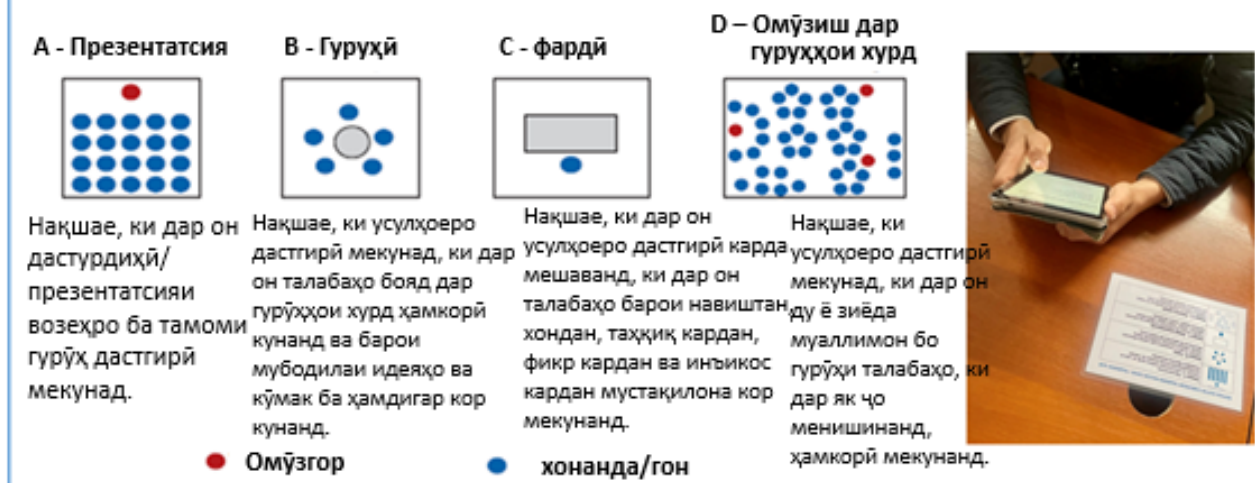 A - Презентатсия
B - Гуруҳӣ
C - фардӣ
D – Омӯзиш дар
гуруҳҳои хурд
Нақшае, ки дар он
дастурдиҳӣ/
презентатсияи
возеҳро ба тамоми
гурӯҳ дастгирӣ
мекунад.
Нақшае, ки усулҳоеро
дастгирӣ мекунад, ки дар
он талабаҳо бояд дар
гурӯҳҳои хурд ҳамкорӣ
кунанд ва барои
мубодилаи идеяҳо ва
кӯмак ба ҳамдигар кор
кунанд.
Нақшае, ки дар он
усулҳоеро дастгирӣ карда
мешаванд, ки дар он
талабаҳо барои навиштан,
хондан, таҳқиқ кардан,
фикр кардан ва инъикос
кардан мустақилона кор
мекунанд.
Нақшае, ки
усулҳоеро дастгирӣ
мекунад, ки дар он
ду ё зиёда
муаллимон бо
гурӯҳи талабаҳо, ки
дар як ҷо
менишинанд,
ҳамкорӣ мекунанд.
Омӯзгор
хонанда/гон